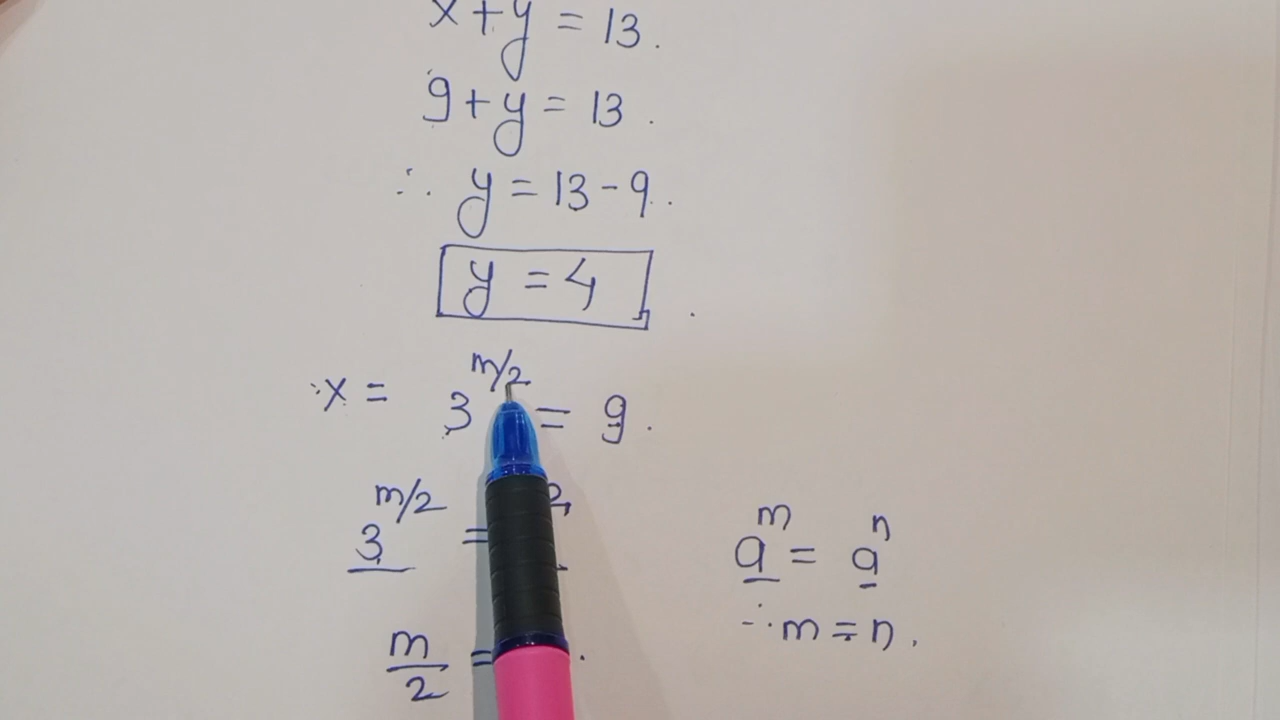 x + y = 13.
9 + y = 13.
∴ y = 13 - 9.
y = 4
∴ x = 3^m/2 = 9.
3^m/2 =
a^m = a^n
∴ m = n.
m/2 =